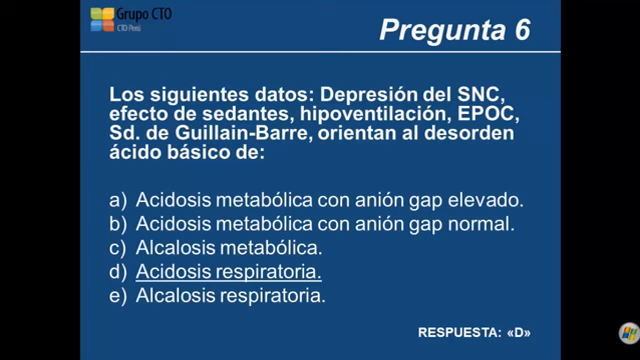 Grupo CTO
CTO Perú
Pregunta 6
Los siguientes datos: Depresión del SNC,
efecto de sedantes, hipoventilación, EPOC,
Sd. de Guillain-Barre, orientan al desorden
ácido básico de:
a) Acidosis metabólica con anión gap elevado.
b) Acidosis metabólica con anión gap normal.
c) Alcalosis metabólica.
d) Acidosis respiratoria.
e) Alcalosis respiratoria.
RESPUESTA: «D»